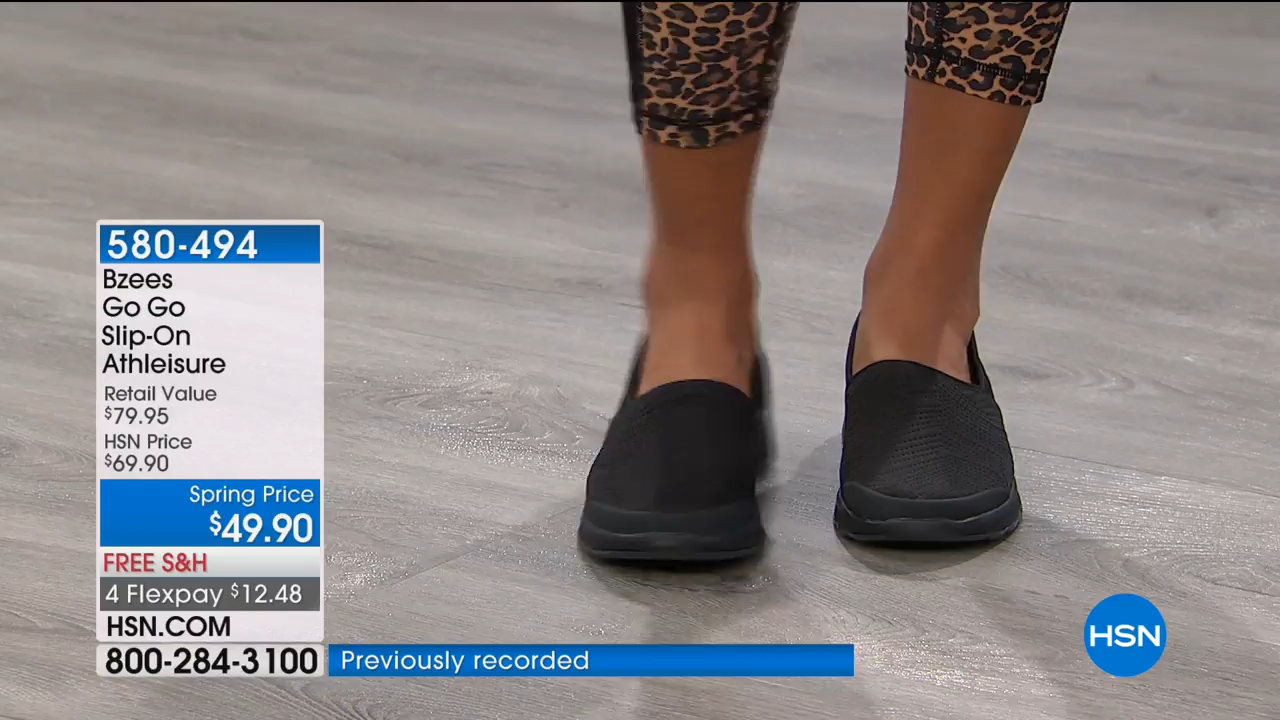 580-494
Bzees
Go Go
Slip-On
Athleisure
Retail Value
$79.95
HSN Price
$69.90
Spring Price
$49.90
FREE S&H
4 Flexpay $12.48
HSN.COM
800-284-3100
Previously recorded
HSN